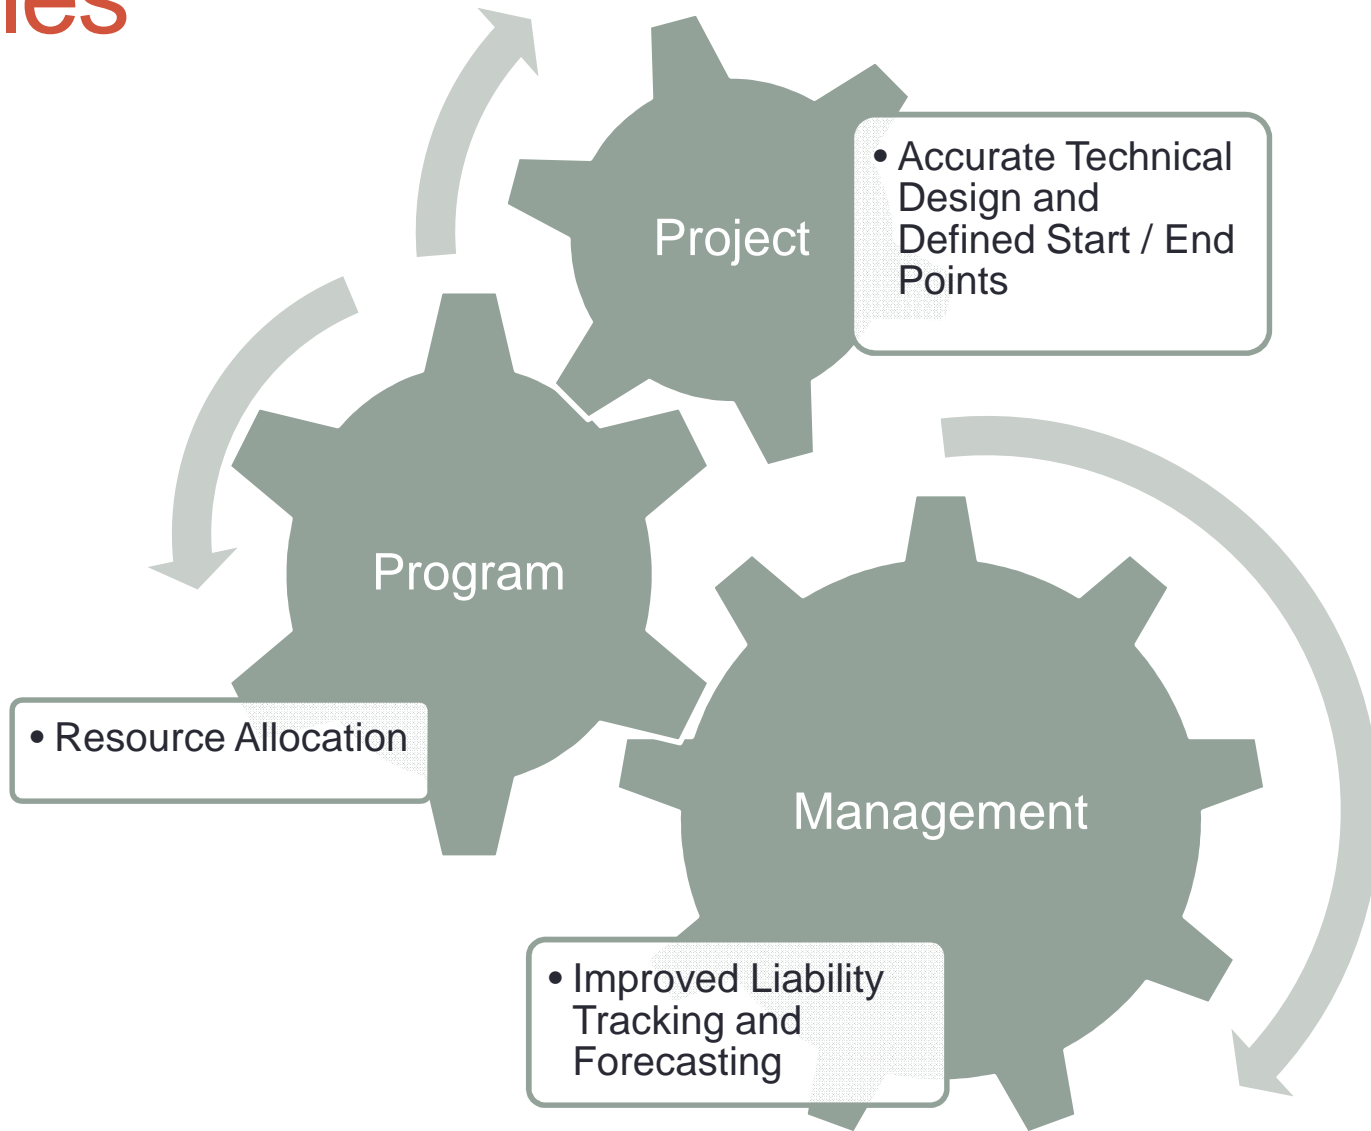 Project
• Accurate Technical
Design and
Defined Start / End
Points
Program
• Resource Allocation
Management
• Improved Liability
Tracking and
Forecasting